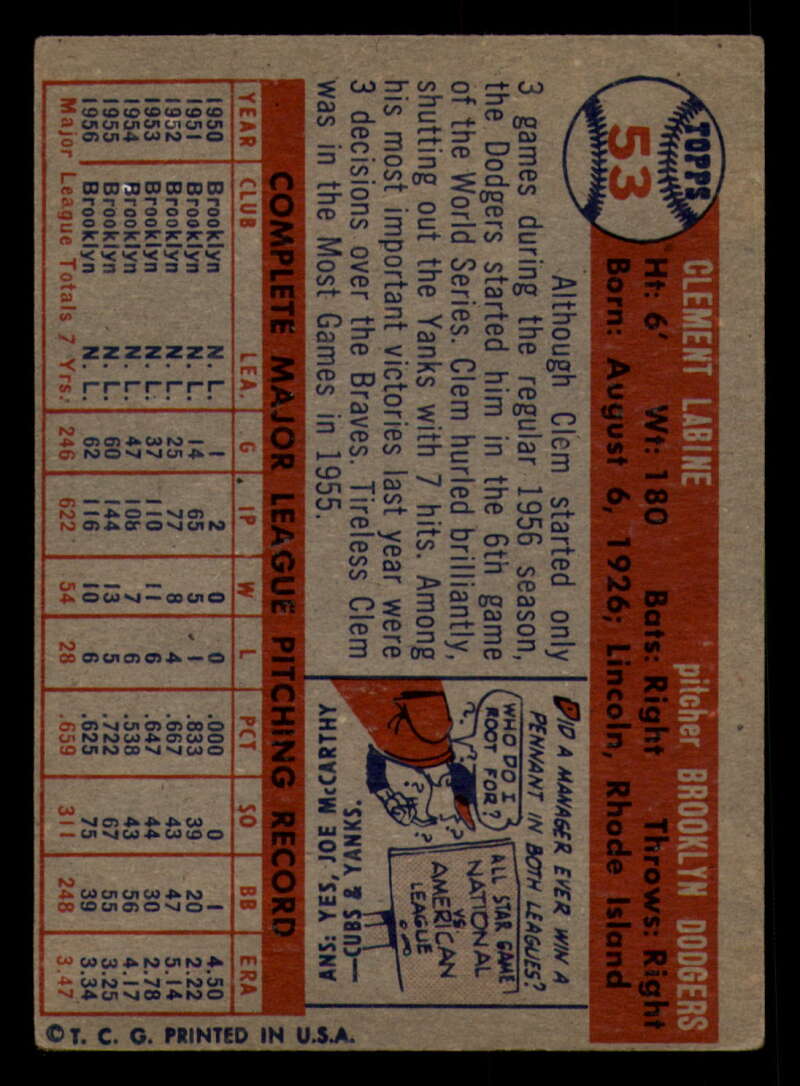 TOPPS
53
CLEMENT LABINE pitcher BROOKLYN DODGERS
Ht: 6' Wt: 180 Bats: Right Throws: Right
Born: August 6, 1926; Lincoln, Rhode Island
Although Clem started only
3 games during the regular 1956 season,
the Dodgers started him in the 6th game
of the World Series. Clem hurled brilliantly,
shutting out the Yanks with 7 hits. Among
his most important victories last year were
3 decisions over the Braves. Tireless Clem
was in the Most Games in 1955.
DID A MANAGER EVER WIN A
PENNANT IN BOTH LEAGUES?
WHO DO I
ROOT FOR?
?
?
?
?
ALL STAR GAME
NATIONAL
VS.
AMERICAN
LEAGUE
ANS: YES, JOE McCARTHY
—CUBS & YANKS.
COMPLETE MAJOR LEAGUE PITCHING RECORD
YEAR CLUB LEA. G IP W L PCT SO BB ERA
1950 Brooklyn N. L. 1 2 0 0 .000 0 1 4.50
1951 Brooklyn N. L. 14 65 5 1 .833 39 20 2.22
1952 Brooklyn N. L. 25 77 8 4 .667 43 47 5.14
1953 Brooklyn N. L. 37 110 11 6 .647 44 30 2.78
1954 Brooklyn N. L. 47 108 7 6 .538 43 56 4.17
1955 Brooklyn N. L. 60 144 13 5 .722 67 55 3.25
1956 Brooklyn N. L. 62 116 10 6 .625 75 39 3.34
Major League Totals 7 Yrs. 246 622 54 28 .659 311 248 3.47
© T. C. G. PRINTED IN U.S.A.